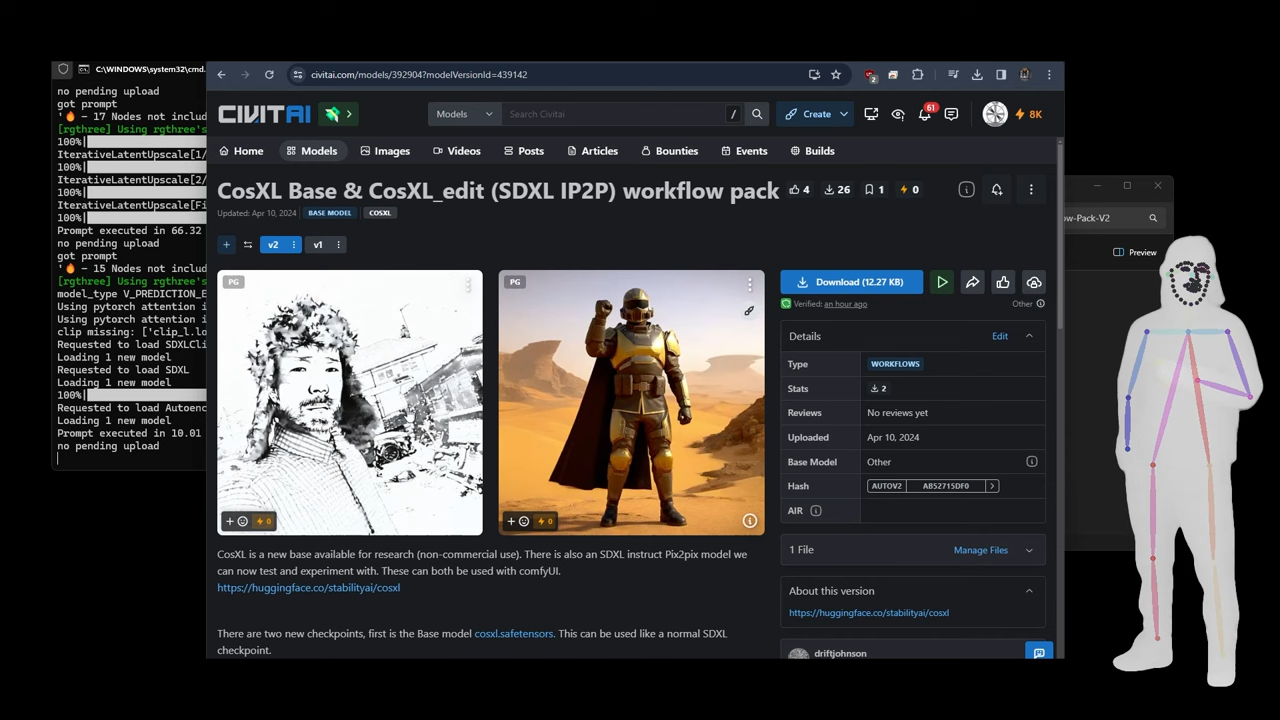 C:\WINDOWS\system32\cmd.
no pending upload
got prompt
'🔥 - 17 Nodes not includ
[rgthree] Using rgthree's
100%|
IterativeLatentUpscale[1/
100%|
IterativeLatentUpscale[2/
100%|
IterativeLatentUpscale[Fi
100%|
Prompt executed in 66.32
no pending upload
got prompt
'🔥 - 15 Nodes not includ
[rgthree] Using rgthree's
model_type V_PREDICTION_E
Using pytorch attention i
Using pytorch attention i
clip missing: ['clip_l.lo
Requested to load SDXLCli
Loading 1 new model
Requested to load SDXL
Loading 1 new model
100%|
Requested to load Autoenc
Loading 1 new model
Prompt executed in 10.01
no pending upload
civitai.com/models/392904?modelVersionId=439142
2
CIVITAI
Models
Search Civitai
/
Create
61
8K
Home Models Images Videos Posts Articles Bounties Events Builds
CosXL Base & CosXL_edit (SDXL IP2P) workflow pack
4 26 1 0
Updated: Apr 10, 2024 BASE MODEL COSXL
v2 v1
PG
0
PG
0
Download (12.27 KB)
Verified: an hour ago
Other
Details
Edit
Type WORKFLOWS
Stats 2
Reviews No reviews yet
Uploaded Apr 10, 2024
Base Model Other
Hash AUTOV2 AB52715DF0
AIR
1 File Manage Files
About this version
https://huggingface.co/stabilityai/cosxl
driftjohnson
CosXL is a new base available for research (non-commercial use). There is also an SDXL instruct Pix2pix model we
can now test and experiment with. These can both be used with comfyUI.
https://huggingface.co/stabilityai/cosxl
There are two new checkpoints, first is the Base model cosxl.safetensors. This can be used like a normal SDXL
checkpoint.
ow-Pack-V2
Preview